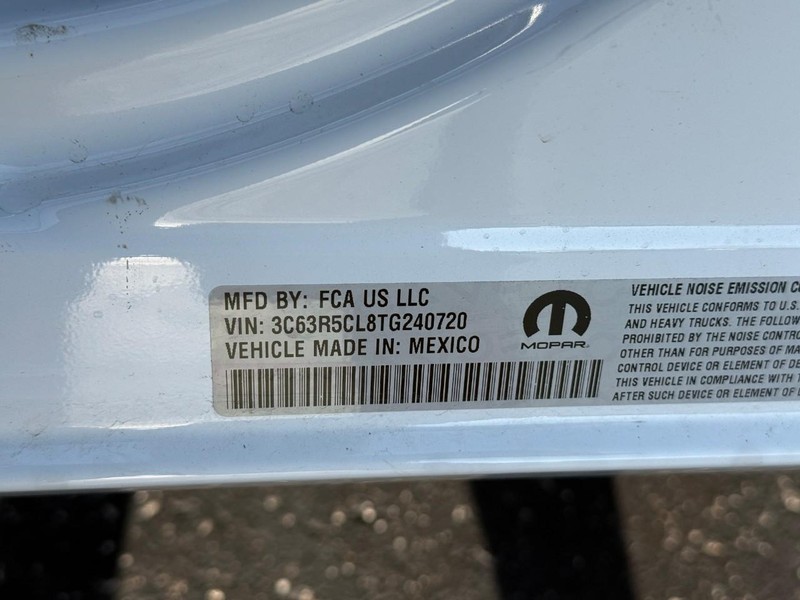 MFD BY: FCA US LLC
VIN: 3C63R5CL8TG240720
VEHICLE MADE IN: MEXICO
MOPAR
VEHICLE NOISE EMISSION
THIS VEHICLE CONFORMS TO U.S.
AND HEAVY TRUCKS. THE FOLLOW
PROHIBITED BY THE NOISE CONTRO
OTHER THAN FOR PURPOSES OF MA
CONTROL DEVICE OR ELEMENT OF DE
THIS VEHICLE IN COMPLIANCE WITH
AFTER SUCH DEVICE OR ELEMENT OF